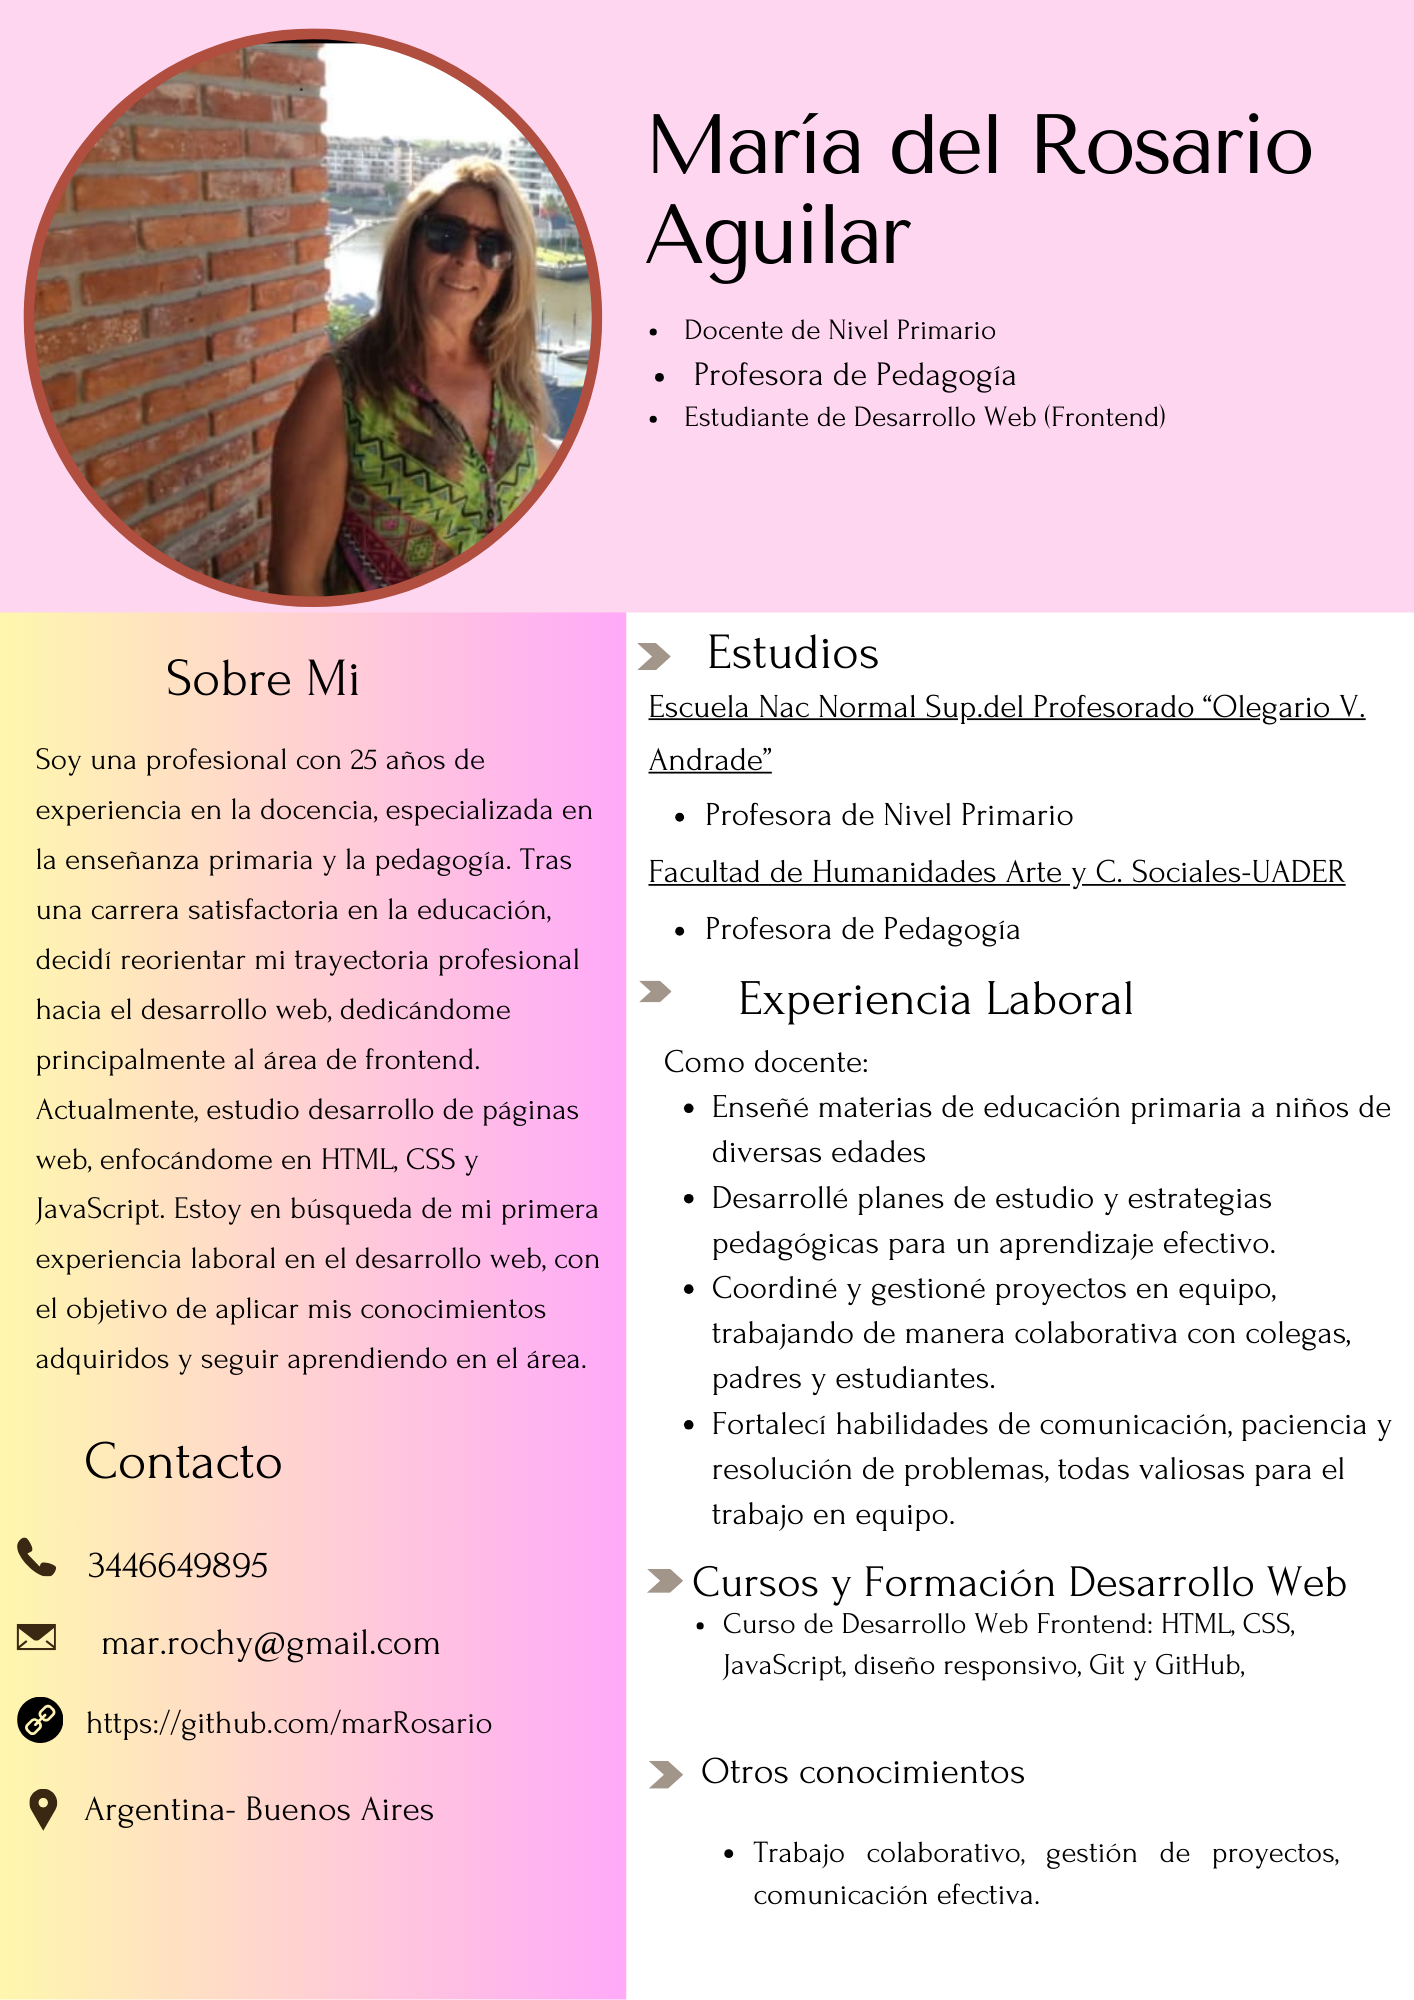 María del Rosario
Aguilar
• Docente de Nivel Primario
• Profesora de Pedagogía
• Estudiante de Desarrollo Web (Frontend)
Sobre Mi
Soy una profesional con 25 años de
experiencia en la docencia, especializada en
la enseñanza primaria y la pedagogía. Tras
una carrera satisfactoria en la educación,
decidí reorientar mi trayectoria profesional
hacia el desarrollo web, dedicándome
principalmente al área de frontend.
Actualmente, estudio desarrollo de páginas
web, enfocándome en HTML, CSS y
JavaScript. Estoy en búsqueda de mi primera
experiencia laboral en el desarrollo web, con
el objetivo de aplicar mis conocimientos
adquiridos y seguir aprendiendo en el área.
Contacto
3446649895
mar.rochy@gmail.com
https://github.com/marRosario
Argentina- Buenos Aires
Estudios
Escuela Nac Normal Sup.del Profesorado “Olegario V.
Andrade”
• Profesora de Nivel Primario
Facultad de Humanidades Arte y C. Sociales-UADER
• Profesora de Pedagogía
Experiencia Laboral
Como docente:
• Enseñé materias de educación primaria a niños de
diversas edades
• Desarrollé planes de estudio y estrategias
pedagógicas para un aprendizaje efectivo.
• Coordiné y gestioné proyectos en equipo,
trabajando de manera colaborativa con colegas,
padres y estudiantes.
• Fortalecí habilidades de comunicación, paciencia y
resolución de problemas, todas valiosas para el
trabajo en equipo.
Cursos y Formación Desarrollo Web
• Curso de Desarrollo Web Frontend: HTML, CSS,
JavaScript, diseño responsivo, Git y GitHub,
Otros conocimientos
• Trabajo colaborativo, gestión de proyectos,
comunicación efectiva.